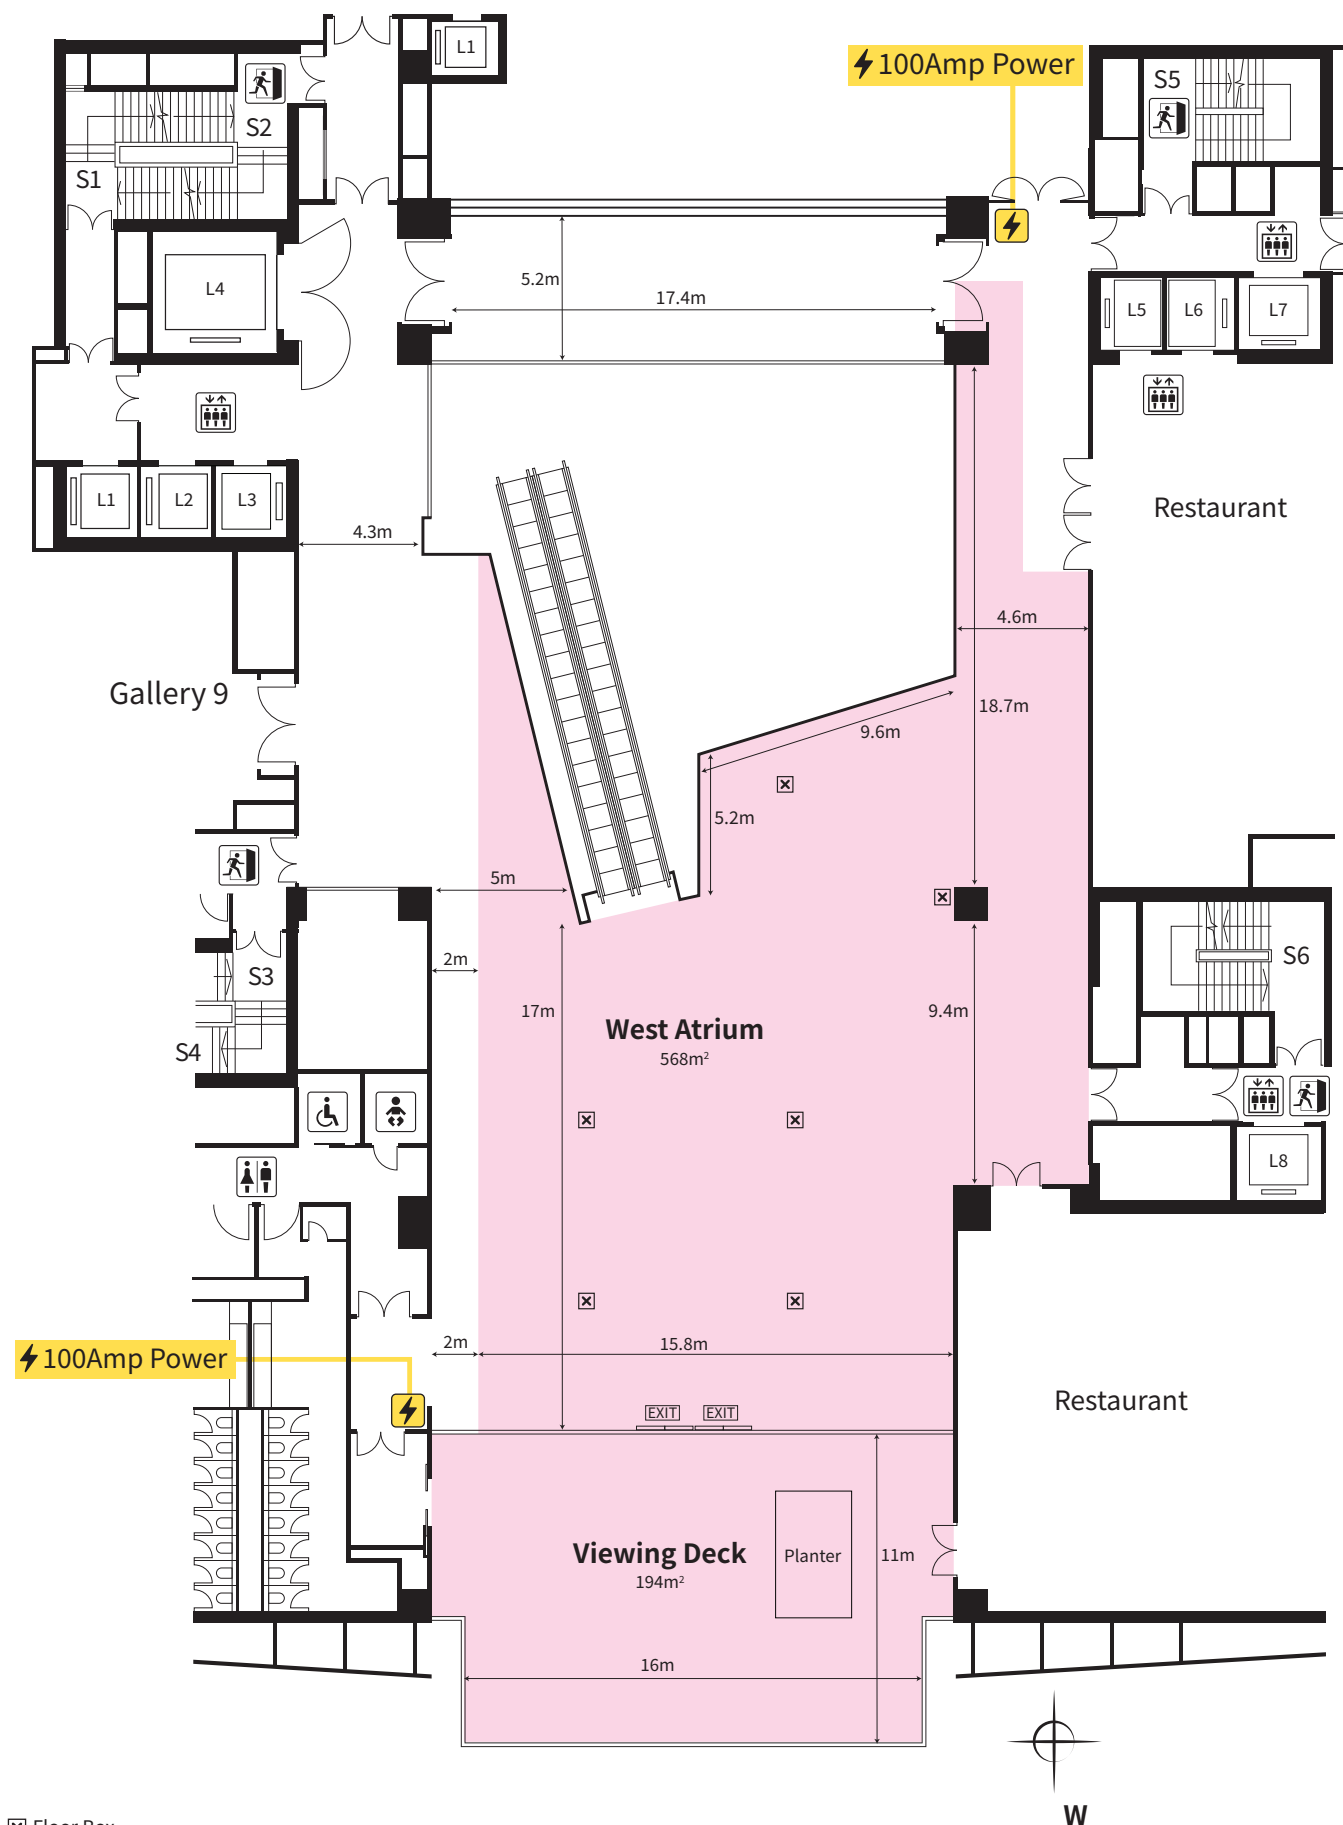 L1
100Amp Power
S5
S2
S1
L4
5.2m
17.4m
L5
L6
L7
L1
L2
L3
4.3m
Restaurant
4.6m
Gallery 9
18.7m
9.6m
5.2m
5m
2m
S3
17m
9.4m
S6
West Atrium
568m²
S4
L8
2m
15.8m
100Amp Power
EXIT
EXIT
Restaurant
Viewing Deck
194m²
Planter
11m
16m
W
Floor Box